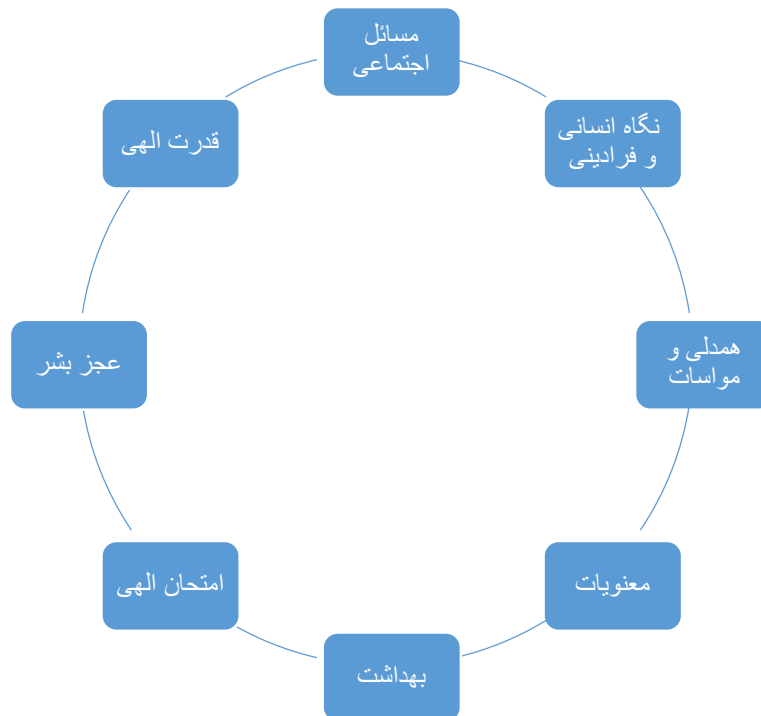 مسائل
اجتماعی
نگاه انسانی
و فرادینی
همدلی و
مواسات
معنویات
بهداشت
امتحان الهی
عجز بشر
قدرت الهی